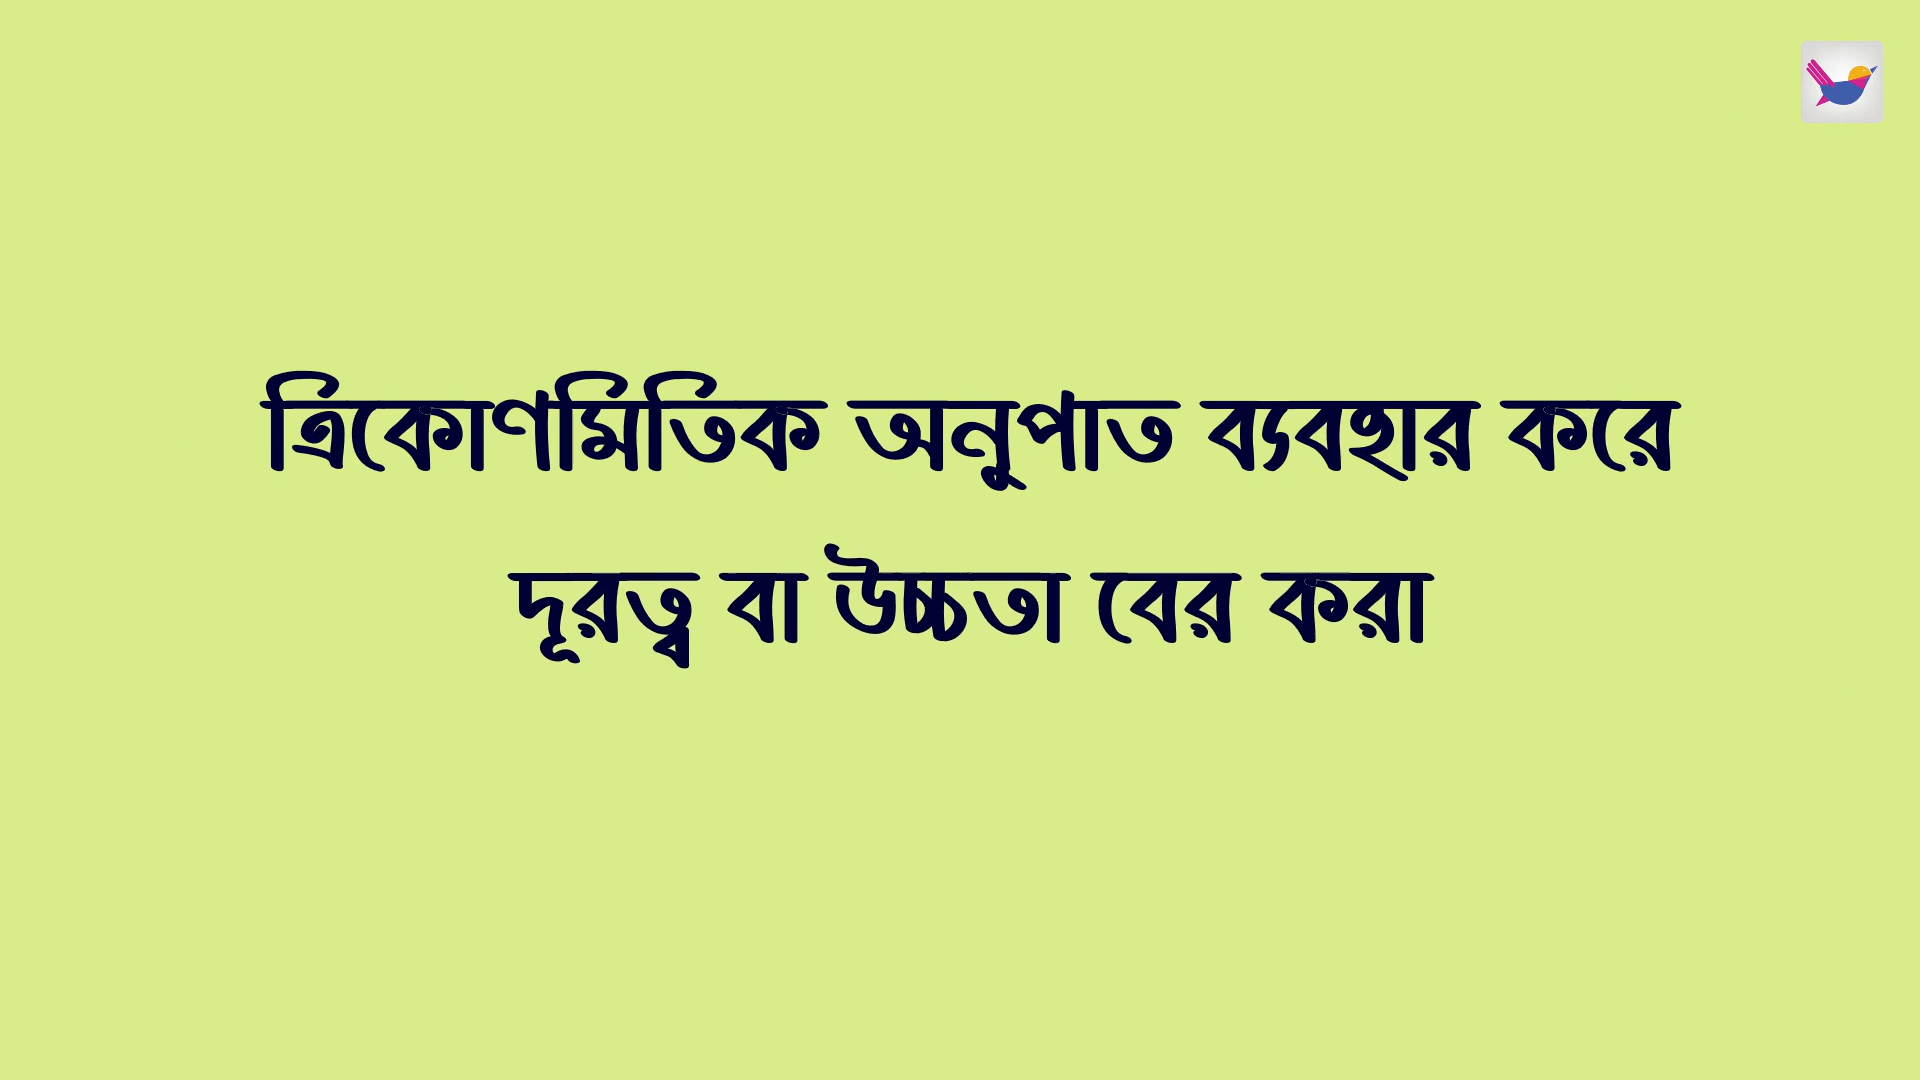 ত্রিকোণমিতিক অনুপাত ব্যবহার করে
দূরত্ব বা উচ্চতা বের করা